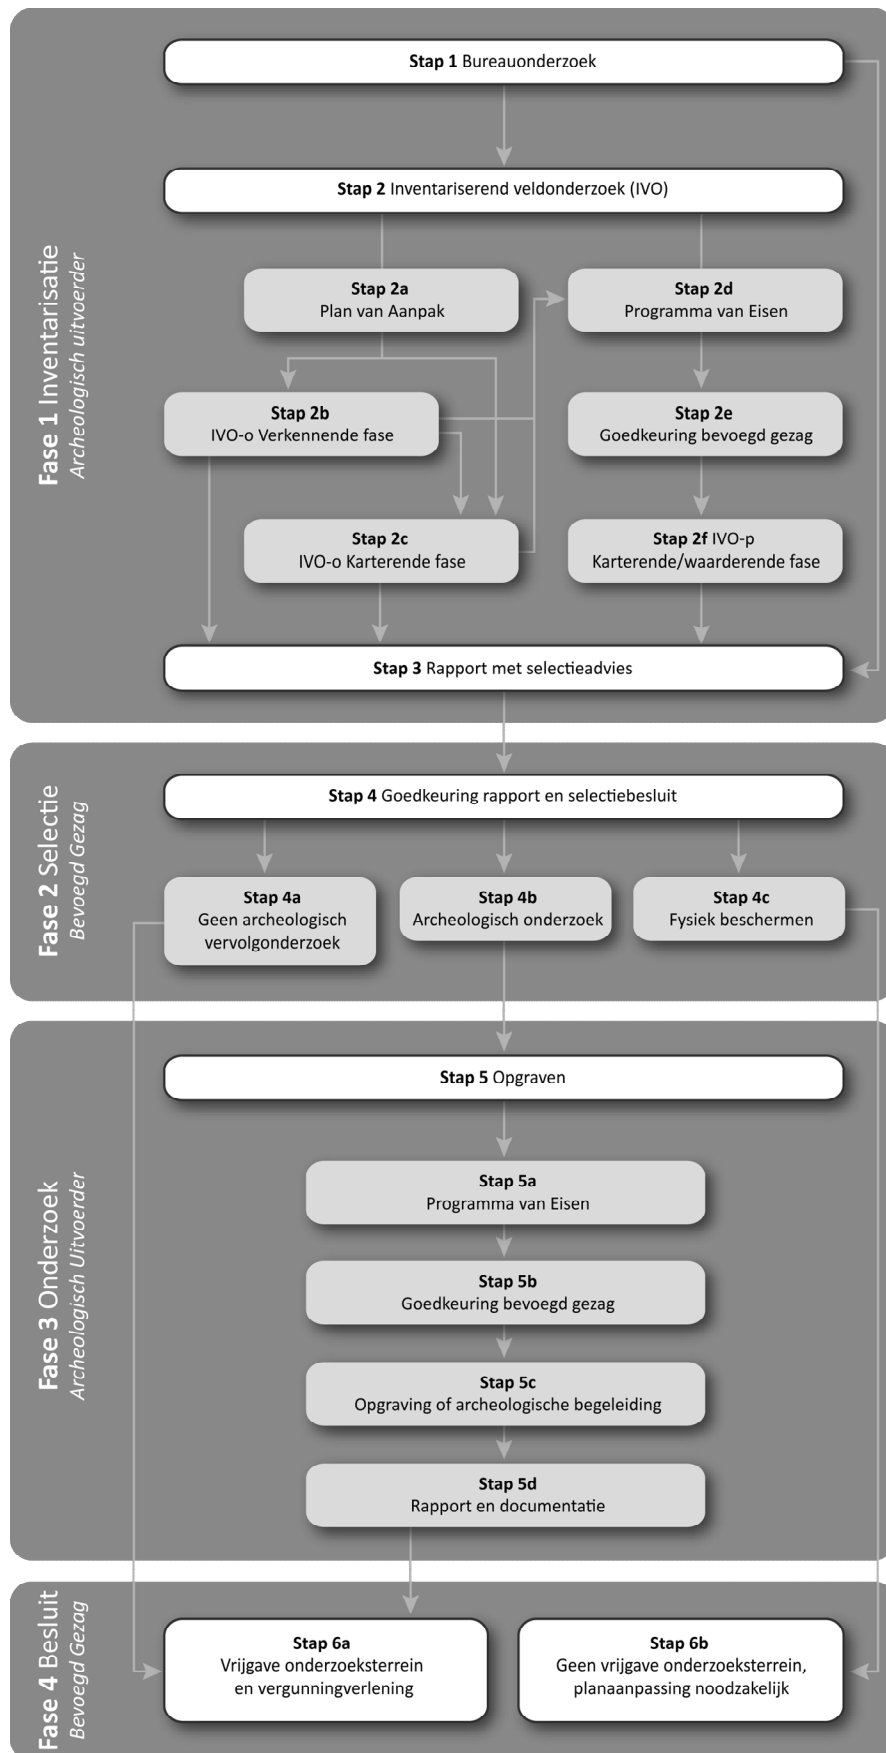 Fase 1 Inventarisatie
Archeologisch uitvoerder
Stap 1 Bureauonderzoek
Stap 2 Inventariserend veldonderzoek (IVO)
Stap 2a
Plan van Aanpak
Stap 2d
Programma van Eisen
Stap 2b
IVO-o Verkennende fase
Stap 2e
Goedkeuring bevoegd gezag
Stap 2c
IVO-o Karterende fase
Stap 2f IVO-p
Karterende/waarderende fase
Stap 3 Rapport met selectieadvies
Fase 2 Selectie
Bevoegd Gezag
Stap 4 Goedkeuring rapport en selectiebesluit
Stap 4a
Geen archeologisch
vervolgonderzoek
Stap 4b
Archeologisch onderzoek
Stap 4c
Fysiek beschermen
Fase 3 Onderzoek
Archeologisch Uitvoerder
Stap 5 Opgraven
Stap 5a
Programma van Eisen
Stap 5b
Goedkeuring bevoegd gezag
Stap 5c
Opgraving of archeologische begeleiding
Stap 5d
Rapport en documentatie
Fase 4 Besluit
Bevoegd Gezag
Stap 6a
Vrijgave onderzoeksterrein
en vergunningverlening
Stap 6b
Geen vrijgave onderzoeksterrein,
planaanpassing noodzakelijk